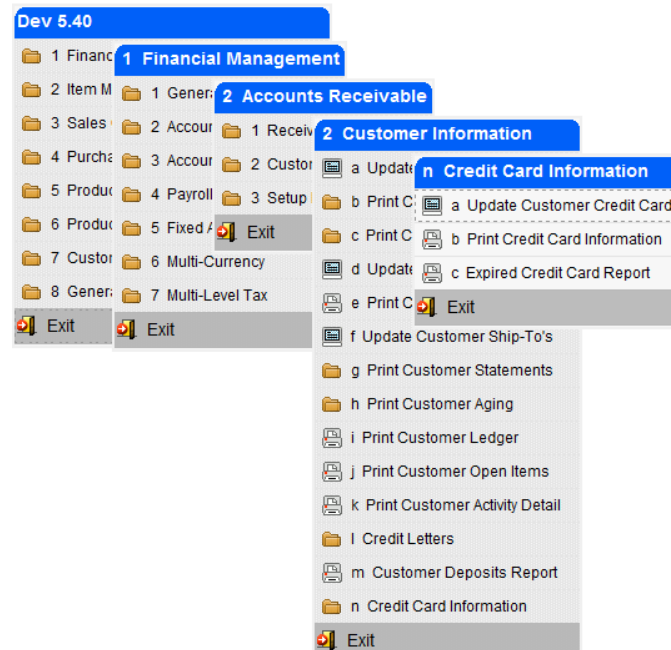 Dev 5.40
1 Financ
2 Item M
3 Sales
4 Purcha
5 Produc
6 Produc
7 Custor
8 Genera
Exit
1 Financial Management
1 Genera
2 Accour
3 Accour
4 Payroll
5 Fixed A
6 Multi-Currency
7 Multi-Level Tax
Exit
2 Accounts Receivable
1 Receiv
2 Custor
3 Setup
Exit
2 Customer Information
a Update
b Print C
c Print C
d Update
e Print C
f Update Customer Ship-To's
g Print Customer Statements
h Print Customer Aging
i Print Customer Ledger
j Print Customer Open Items
k Print Customer Activity Detail
l Credit Letters
m Customer Deposits Report
n Credit Card Information
Exit
n Credit Card Information
a Update Customer Credit Card
b Print Credit Card Information
c Expired Credit Card Report
Exit